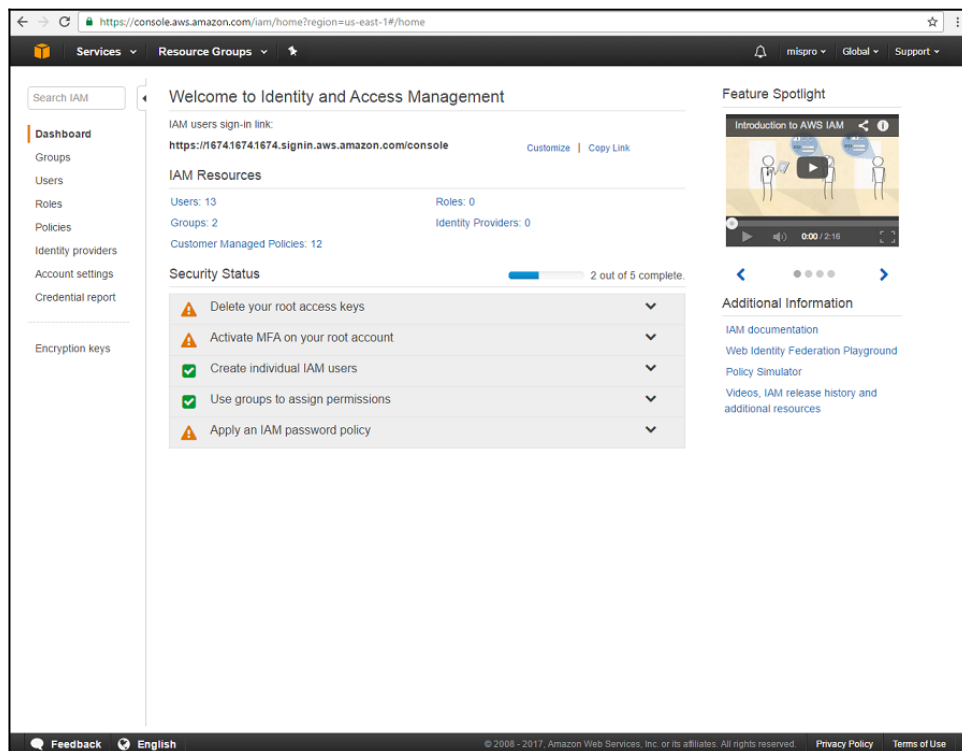 https://console.aws.amazon.com/iam/home?region=us-east-1#/home
Services Resource Groups mispro Global Support
Search IAM
Dashboard
Groups
Users
Roles
Policies
Identity providers
Account settings
Credential report
Encryption keys
Welcome to Identity and Access Management
IAM users sign-in link:
https://1674.1674.1674.signin.aws.amazon.com/console Customize | Copy Link
IAM Resources
Users: 13 Roles: 0
Groups: 2 Identity Providers: 0
Customer Managed Policies: 12
Security Status 2 out of 5 complete.
Delete your root access keys
Activate MFA on your root account
Create individual IAM users
Use groups to assign permissions
Apply an IAM password policy
Feature Spotlight
Introduction to AWS IAM
0:00 / 2:16
Additional Information
IAM documentation
Web Identity Federation Playground
Policy Simulator
Videos, IAM release history and
additional resources
Feedback English © 2008 - 2017, Amazon Web Services, Inc. or its affiliates. All rights reserved. Privacy Policy Terms of Use